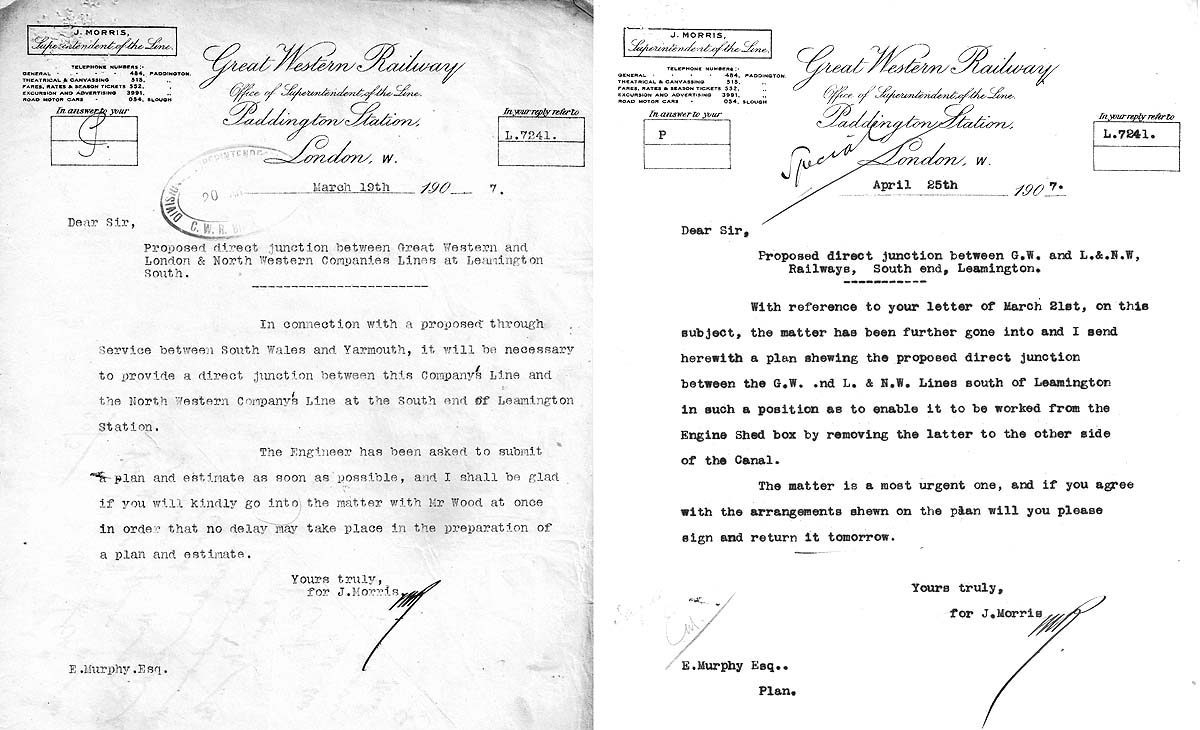 J. MORRIS,
Superintendent of the Line.
TELEPHONE NUMBERS:-
GENERAL - - - - 484, PADDINGTON.
THEATRICAL & CANVASSING 515, „
FARES, RATES & SEASON TICKETS 552, „
EXCURSION AND ADVERTISING 3991, „
ROAD MOTOR CARS - 054, SLOUGH
In answer to your
G
Great Western Railway
Office of Superintendent of the Line.
Paddington Station,
London, W.
In your reply refer to
L.7241.
20
DIVISI
G. W. R.
March 19th 190 7.
Dear Sir,
Proposed direct junction between Great Western and
London & North Western Companies Lines at Leamington
South.
In connection with a proposed through
Service between South Wales and Yarmouth, it will be necessary
to provide a direct junction between this Company's Line and
the North Western Company's Line at the South end of Leamington
Station.
The Engineer has been asked to submit
a plan and estimate as soon as possible, and I shall be glad
if you will kindly go into the matter with Mr Wood at once
in order that no delay may take place in the preparation of
a plan and estimate.
Yours truly,
for J.Morris
E.Murphy.Esq.
J. MORRIS,
Superintendent of the Line.
TELEPHONE NUMBERS:-
GENERAL - - - - 484, PADDINGTON.
THEATRICAL & CANVASSING 515, „
FARES, RATES & SEASON TICKETS 552, „
EXCURSION AND ADVERTISING 3991, „
ROAD MOTOR CARS - 054, SLOUGH
In answer to your
P
Great Western Railway
Office of Superintendent of the Line.
Paddington Station,
London, W.
In your reply refer to
L.7241.
Special
April 25th 1907.
Dear Sir,
Proposed direct junction between G.W. and L.&.N.W,
Railways, South end, Leamington.
With reference to your letter of March 21st, on this
subject, the matter has been further gone into and I send
herewith a plan shewing the proposed direct junction
between the G.W. .nd L. & N.W. Lines south of Leamington
in such a position as to enable it to be worked from the
Engine Shed box by removing the latter to the other side
of the Canal.
The matter is a most urgent one, and if you agree
with the arrangements shewn on the plan will you please
sign and return it tomorrow.
Yours truly,
for J.Morris
E.Murphy Esq..
Plan.